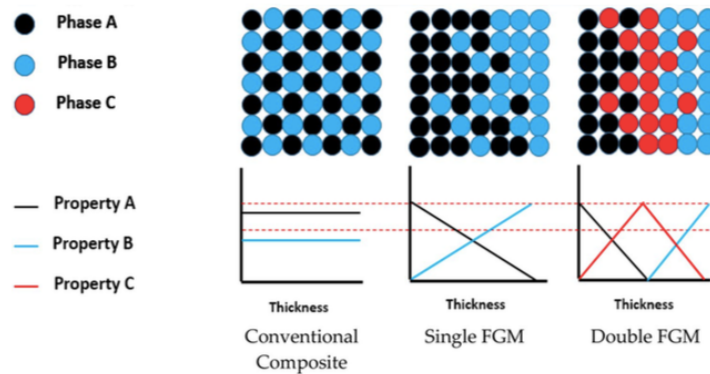 Phase A
Phase B
Phase C
Property A
Property B
Property C
Thickness
Thickness
Thickness
Conventional
Composite
Single FGM
Double FGM